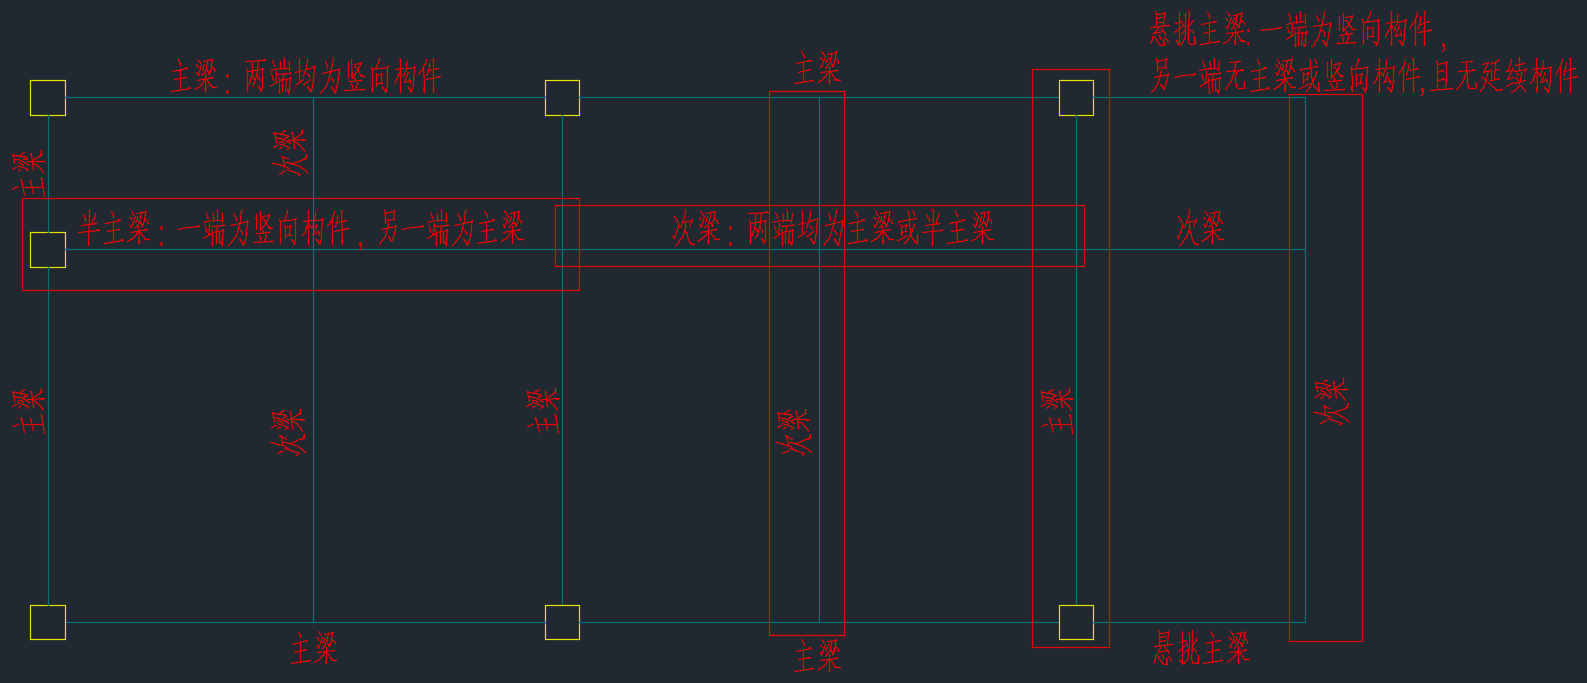 悬挑主梁:一端为竖向构件,
另一端无主梁或竖向构件,且无延续构件
主梁:两端均为竖向构件
主梁
次梁
主梁
半主梁:一端为竖向构件,另一端为主梁
次梁:两端均为主梁或半主梁
次梁
主梁
次梁
主梁
次梁
主梁
次梁
主梁
主梁
悬挑主梁